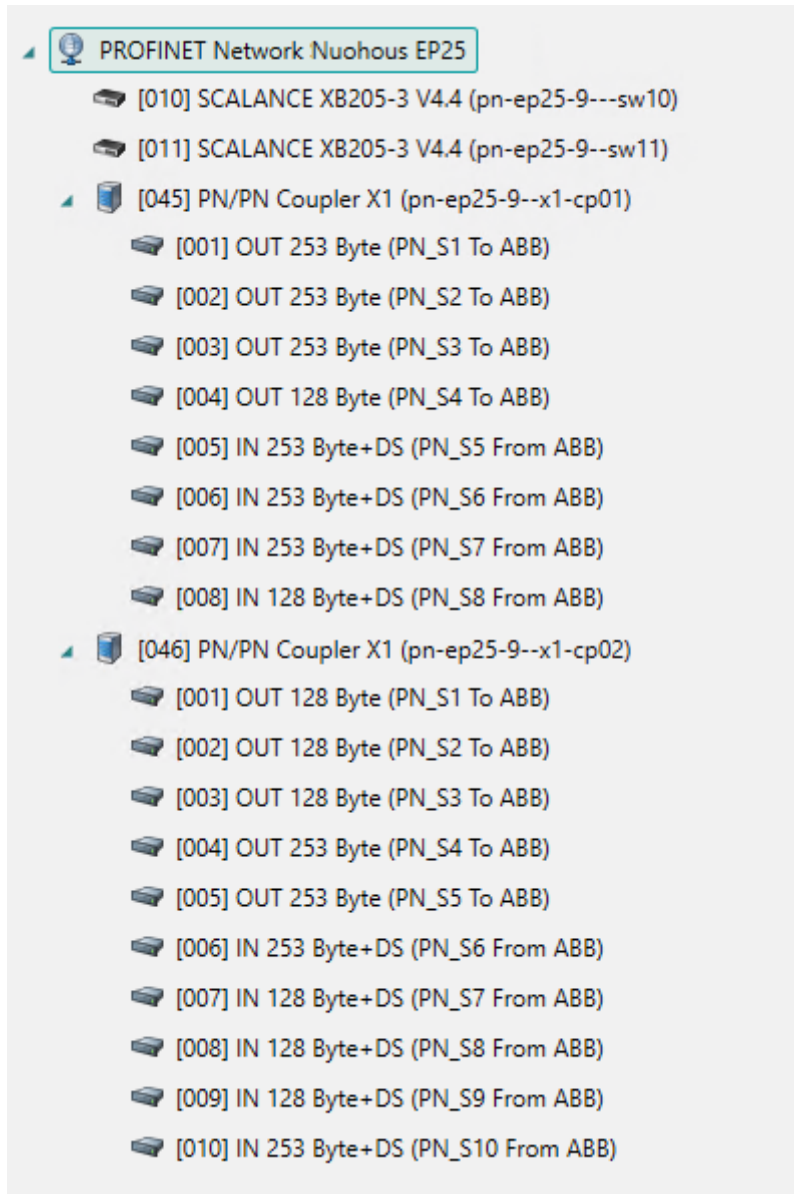 PROFINET Network Nuohous EP25
[010] SCALANCE XB205-3 V4.4 (pn-ep25-9---sw10)
[011] SCALANCE XB205-3 V4.4 (pn-ep25-9--sw11)
[045] PN/PN Coupler X1 (pn-ep25-9--x1-cp01)
[001] OUT 253 Byte (PN_S1 To ABB)
[002] OUT 253 Byte (PN_S2 To ABB)
[003] OUT 253 Byte (PN_S3 To ABB)
[004] OUT 128 Byte (PN_S4 To ABB)
[005] IN 253 Byte+DS (PN_S5 From ABB)
[006] IN 253 Byte+DS (PN_S6 From ABB)
[007] IN 253 Byte+DS (PN_S7 From ABB)
[008] IN 128 Byte+DS (PN_S8 From ABB)
[046] PN/PN Coupler X1 (pn-ep25-9--x1-cp02)
[001] OUT 128 Byte (PN_S1 To ABB)
[002] OUT 128 Byte (PN_S2 To ABB)
[003] OUT 128 Byte (PN_S3 To ABB)
[004] OUT 253 Byte (PN_S4 To ABB)
[005] OUT 253 Byte (PN_S5 To ABB)
[006] IN 253 Byte+DS (PN_S6 From ABB)
[007] IN 128 Byte+DS (PN_S7 From ABB)
[008] IN 128 Byte+DS (PN_S8 From ABB)
[009] IN 128 Byte+DS (PN_S9 From ABB)
[010] IN 253 Byte+DS (PN_S10 From ABB)